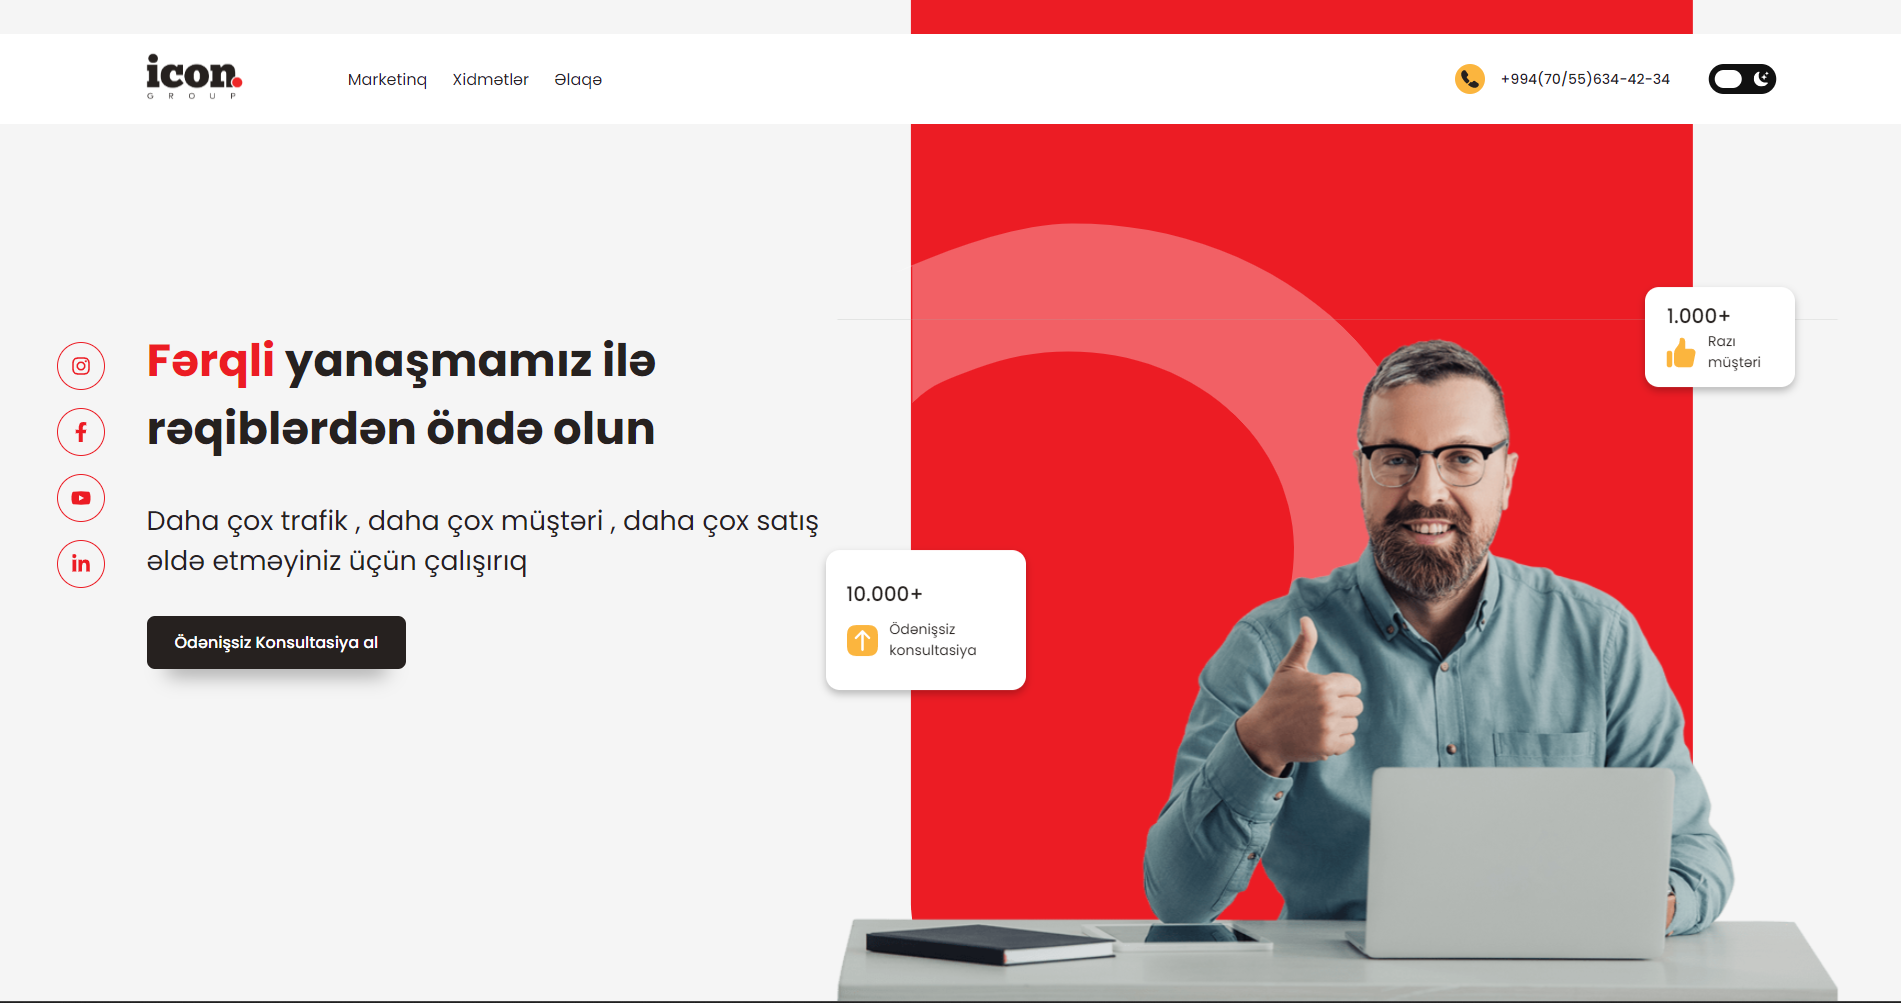 icon.
GROUP
Marketinq Xidmətlər Əlaqə
+994(70/55)634-42-34
Fərqli yanaşmamız ilə
rəqiblərdən öndə olun
Daha çox trafik , daha çox müştəri , daha çox satış
əldə etməyiniz üçün çalışırıq
Ödənişsiz Konsultasiya al
10.000+
Ödənişsiz
konsultasiya
1.000+
Razı
müştəri